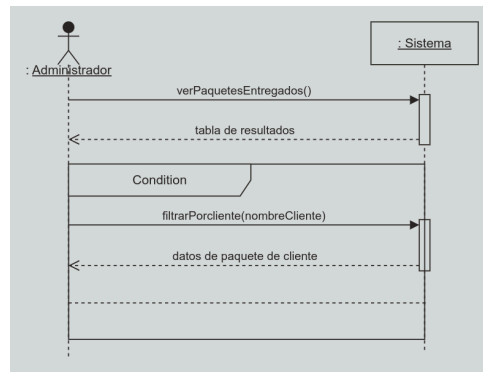 : Sistema
: Administrador
verPaquetesEntregados()
tabla de resultados
Condition
filtrarPorcliente(nombreCliente)
datos de paquete de cliente